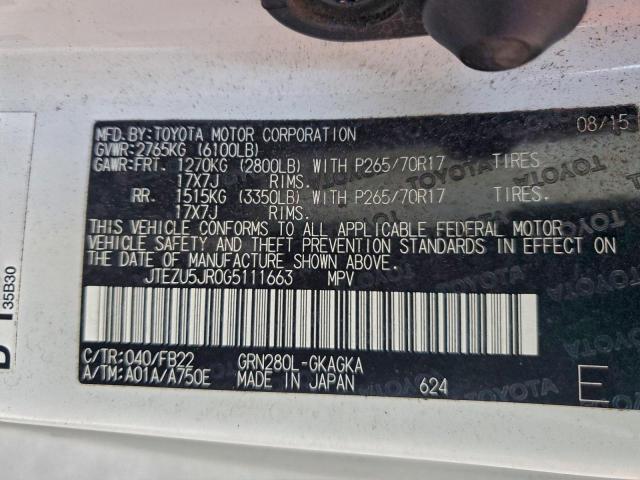 MFD.BY:TOYOTA MOTOR CORPORATION 08/15
GVWR:2765KG (6100LB)
GAWR:FRT. 1270KG (2800LB) WITH P265/70R17 TIRES
17X7J RIMS.
RR. 1515KG (3350LB) WITH P265/70R17 TIRES.
17X7J RIMS.
THIS VEHICLE CONFORMS TO ALL APPLICABLE FEDERAL MOTOR
VEHICLE SAFETY AND THEFT PREVENTION STANDARDS IN EFFECT ON
THE DATE OF MANUFACTURE SHOWN ABOVE.
JTEZU5JR0G5111663 MPV
C/TR:040/FB22 GRN280L-GKAGKA
A/TM:A01A/A750E MADE IN JAPAN 624 E
35B30